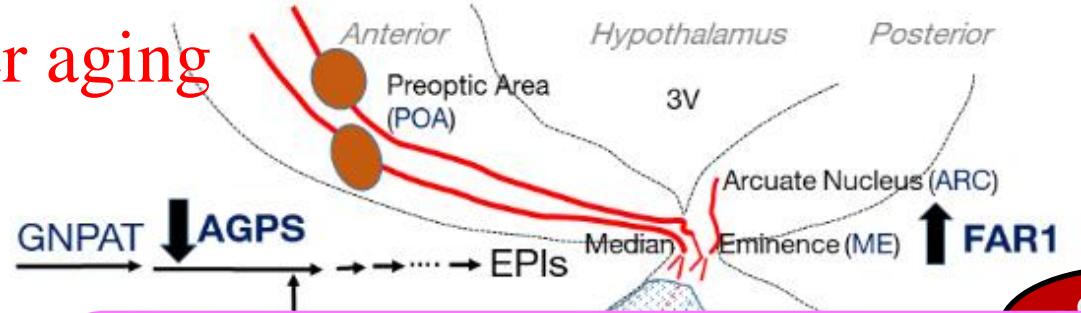 Anterior Hypothalamus Posterior
aging
Preoptic Area
(POA)
3V
Arcuate Nucleus (ARC)
GNPAT AGPS
Median Eminence (ME)
FAR1
EPIs